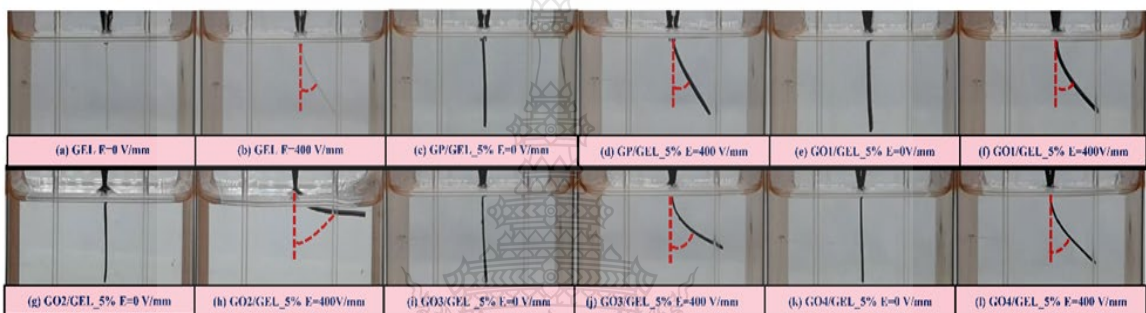 (a) GEL E=0 V/mm
(b) GEL E=400 V/mm
(c) GP/GEL_5% E=0 V/mm
(d) GP/GEL_5% E=400 V/mm
(e) GO1/GEL_5% E=0V/mm
(f) GO1/GEL_5% E=400V/mm
(g) GO2/GEL_5% E=0 V/mm
(h) GO2/GEL_5% E=400V/mm
(i) GO3/GEL_5% E=0 V/mm
(j) GO3/GEL_5% E=400 V/mm
(k) GO4/GEL_5% E=0 V/mm
(l) GO4/GEL_5% E=400 V/mm